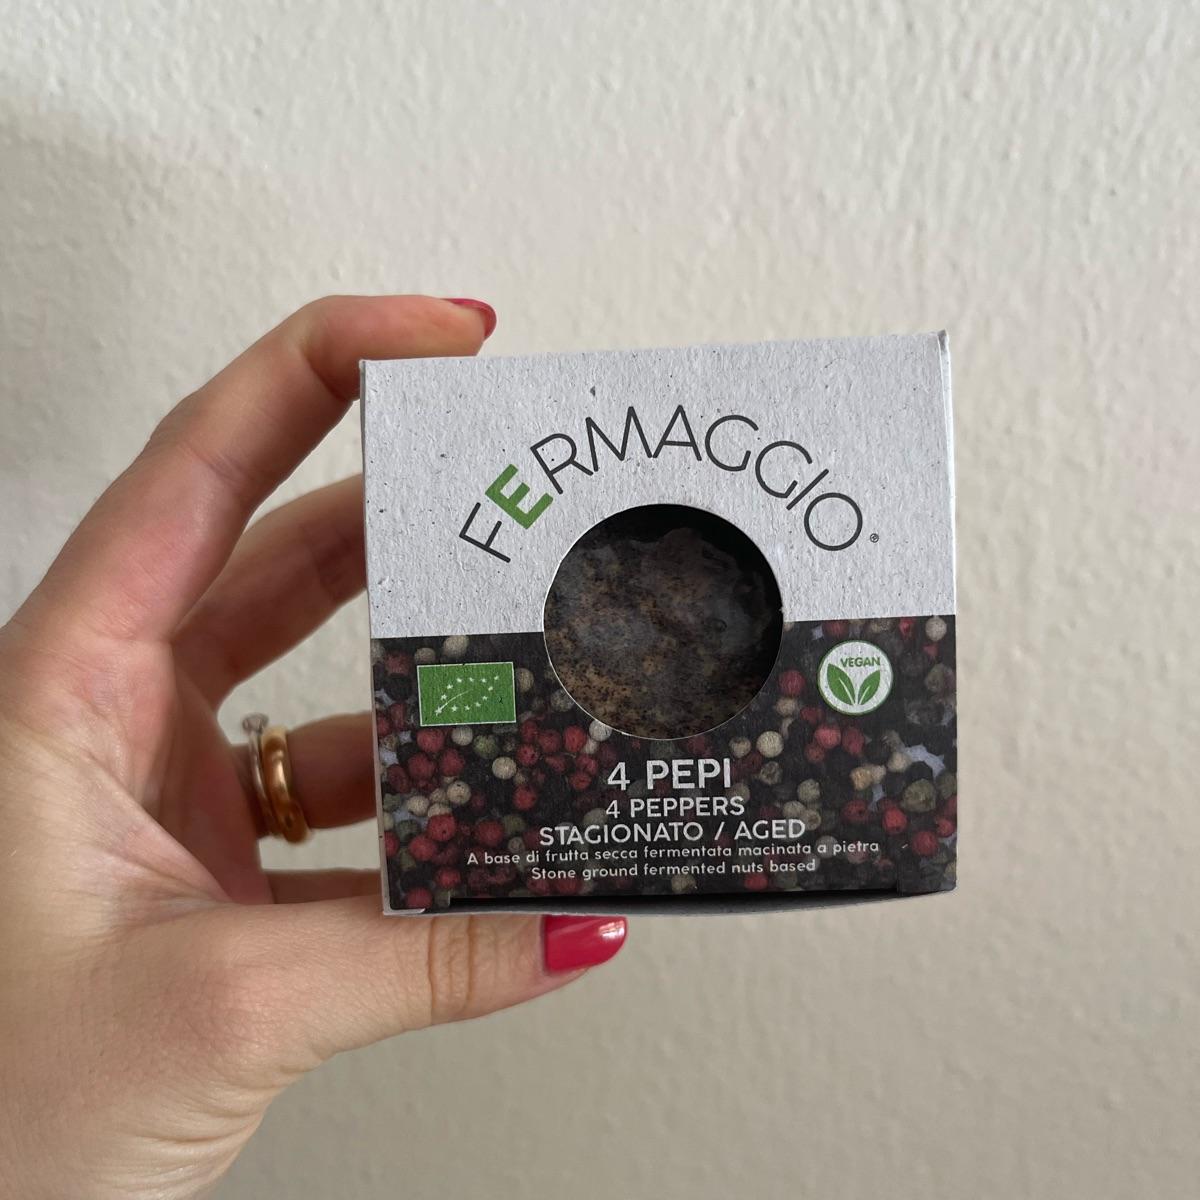 FERMAGGIO®
VEGAN
4 PEPI
4 PEPPERS
STAGIONATO / AGED
A base di frutta secca fermentata macinata a pietra
Stone ground fermented nuts based